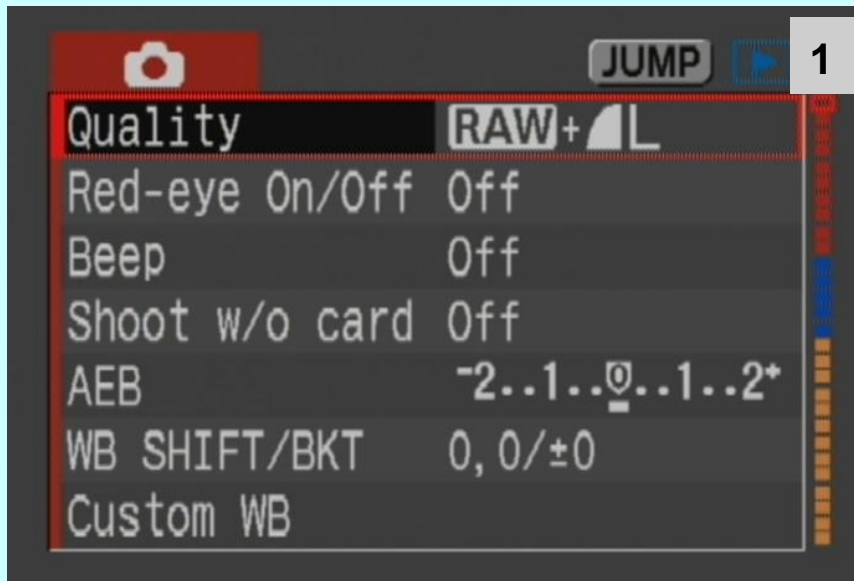 JUMP 1
Quality RAW+L
Red-eye On/Off Off
Beep Off
Shoot w/o card Off
AEB -2..1..0..1..2+
WB SHIFT/BKT 0,0/±0
Custom WB